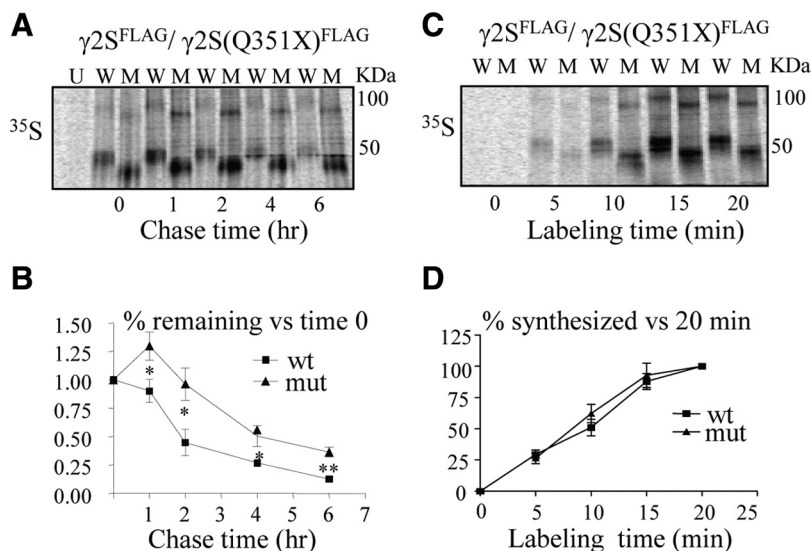 A
γ2S^FLAG/ γ2S(Q351X)^FLAG
U W M W M W M W M W M KDa
100
³⁵S
50
0 1 2 4 6
Chase time (hr)
C
γ2S^FLAG/ γ2S(Q351X)^FLAG
W M W M W M W M W M KDa
100
³⁵S
50
0 5 10 15 20
Labeling time (min)
B
% remaining vs time 0
1.50
1.25
1.00
0.75
0.50
0.25
0.00
wt
mut
*
*
*
**
1 2 3 4 5 6 7
Chase time (hr)
D
% synthesized vs 20 min
125
100
75
50
25
0
wt
mut
0 5 10 15 20 25
Labeling time (min)